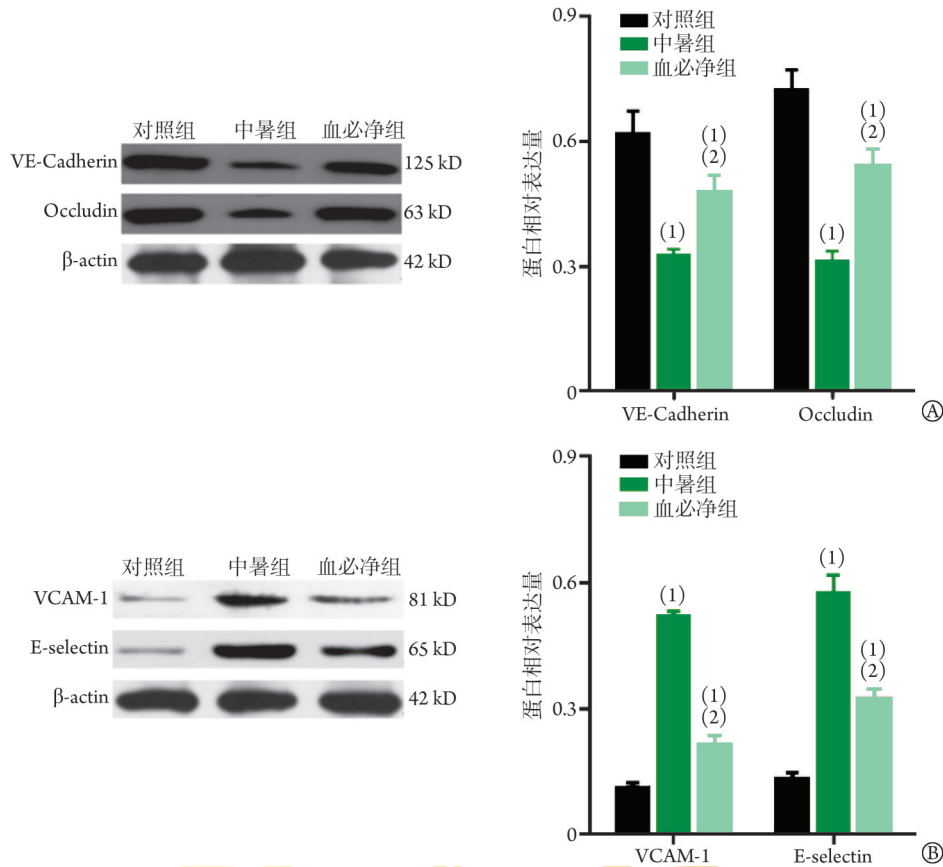 对照组 中暑组 血必净组
VE-Cadherin 125 kD
Occludin 63 kD
β-actin 42 kD
0.9
0.6
0.3
0
蛋白相对表达量
对照组
中暑组
血必净组
(1)
(1)
(2)
(1)
(1)
(2)
VE-Cadherin Occludin
Ⓐ
对照组 中暑组 血必净组
VCAM-1 81 kD
E-selectin 65 kD
β-actin 42 kD
0.9
0.6
0.3
0
蛋白相对表达量
对照组
中暑组
血必净组
(1)
(1)
(2)
(1)
(1)
(2)
VCAM-1 E-selectin
Ⓑ